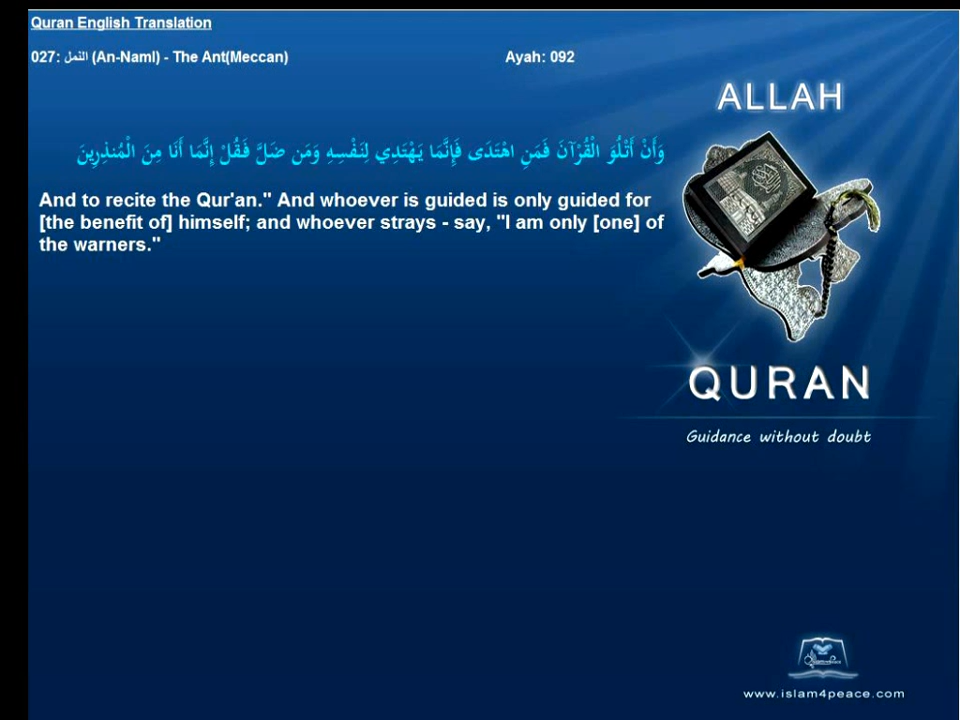 Quran English Translation
027: النمل (An-Naml) - The Ant(Meccan) Ayah: 092
وَأَنْ أَتْلُوَ الْقُرْآنَ فَمَنِ اهْتَدَى فَإِنَّمَا يَهْتَدِي لِنَفْسِهِ وَمَن ضَلَّ فَقُلْ إِنَّمَا أَنَا مِنَ الْمُنذِرِينَ
And to recite the Qur'an." And whoever is guided is only guided for
[the benefit of] himself; and whoever strays - say, "I am only [one] of
the warners."
ALLAH
QURAN
Guidance without doubt
www.islam4peace.com